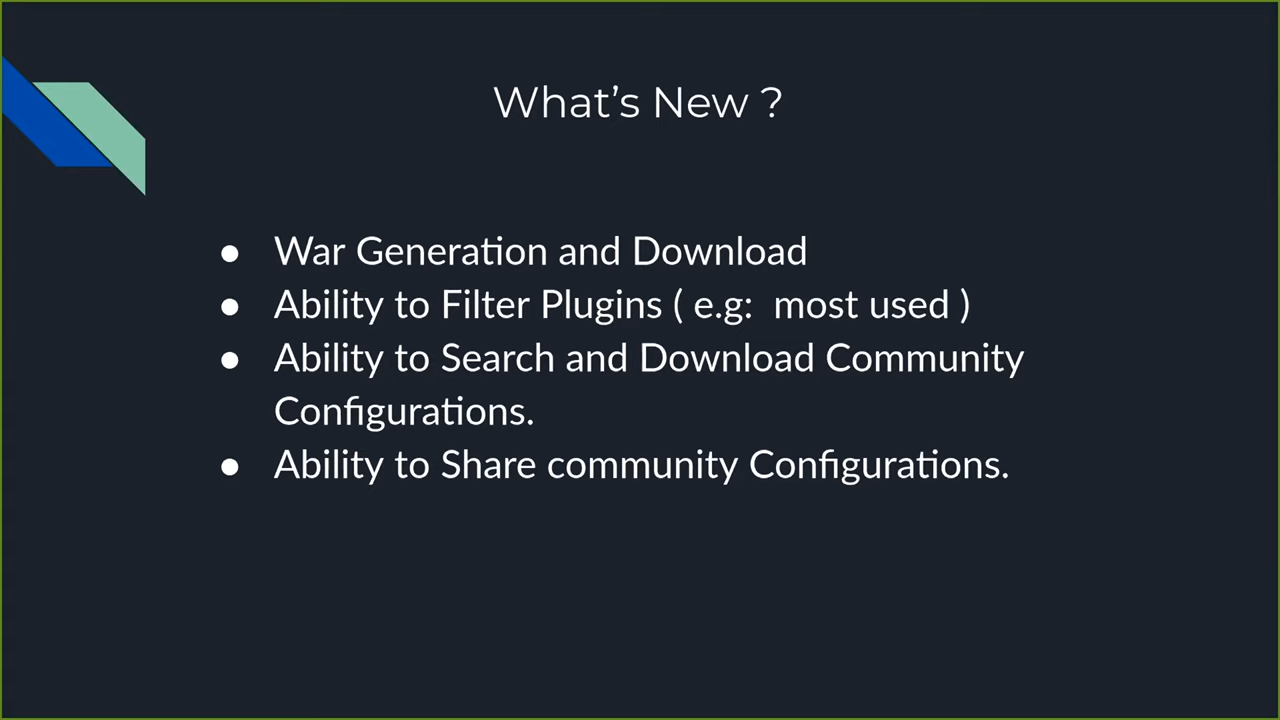 What’s New ?
● War Generation and Download
● Ability to Filter Plugins ( e.g:  most used )
● Ability to Search and Download Community
Configurations.
● Ability to Share community Configurations.